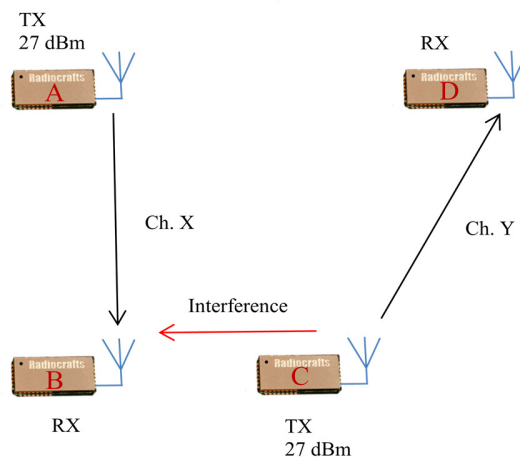 TX
27 dBm
Radiocrafts
A
RX
Radiocrafts
D
Ch. X
Ch. Y
Interference
Radiocrafts
B
RX
Radiocrafts
C
TX
27 dBm